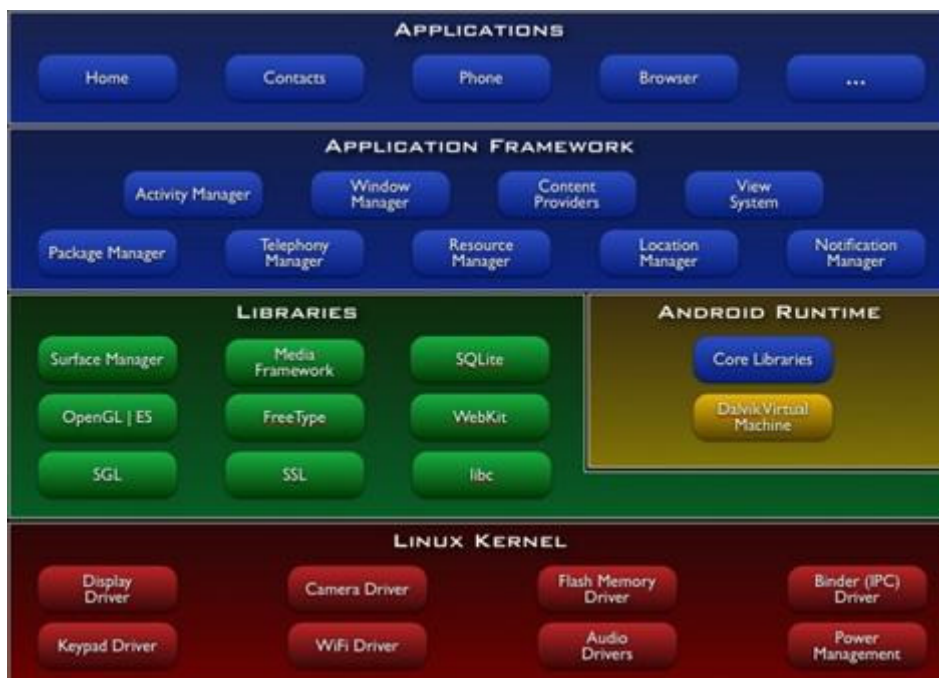 APPLICATIONS
Home
Contacts
Phone
Browser
...
APPLICATION FRAMEWORK
Activity Manager
Window
Manager
Content
Providers
View
System
Package Manager
Telephony
Manager
Resource
Manager
Location
Manager
Notification
Manager
LIBRARIES
Surface Manager
Media
Framework
SQLite
OpenGL | ES
FreeType
WebKit
SGL
SSL
libc
ANDROID RUNTIME
Core Libraries
Dalvik Virtual
Machine
LINUX KERNEL
Display
Driver
Camera Driver
Flash Memory
Driver
Binder (IPC)
Driver
Keypad Driver
WiFi Driver
Audio
Drivers
Power
Management